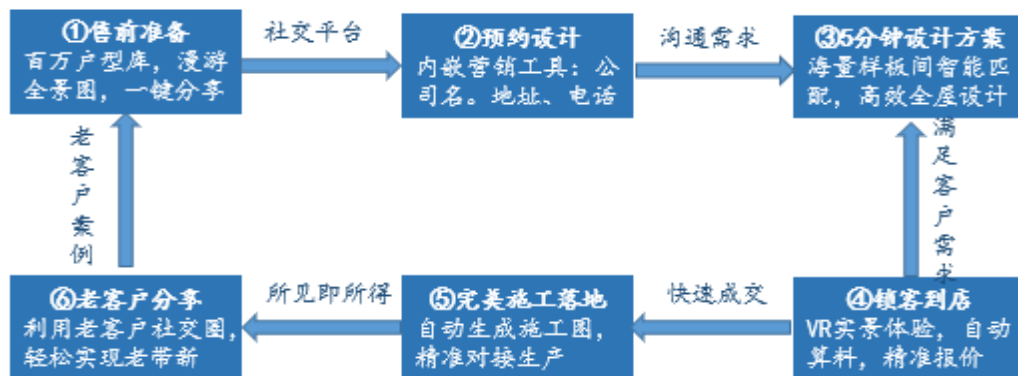 ①售前准备
百万户型库，漫游
全景图，一键分享
社交平台
②预约设计
内嵌营销工具：公
司名。地址、电话
沟通需求
③5分钟设计方案
海量样板间智能匹
配，高效全屋设计
老客户案例
满足客户需求
⑥老客户分享
利用老客户社交图，
轻松实现老带新
所见即所得
⑤完美施工落地
自动生成施工图，
精准对接生产
快速成交
④锁客到店
VR实景体验，自动
算料，精准报价